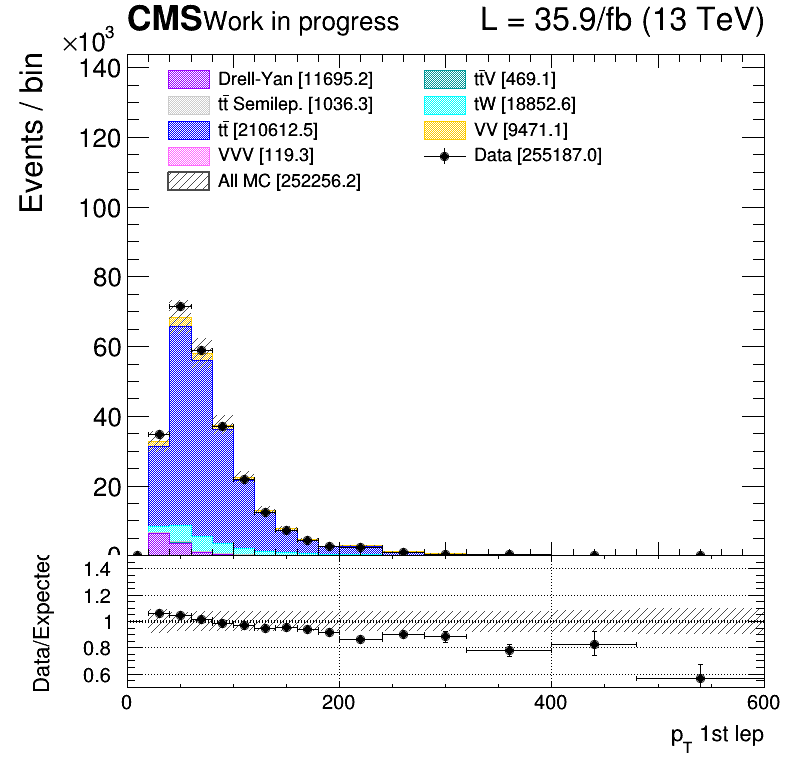 CMS Work in progress L = 35.9/fb (13 TeV)
×10³
Events / bin
140
120
100
80
60
40
20
0
Drell-Yan [11695.2]
tt̄ Semilep. [1036.3]
tt̄ [210612.5]
VVV [119.3]
All MC [252256.2]
tt̄V [469.1]
tW [18852.6]
VV [9471.1]
Data [255187.0]
Data/Expected
1.4
1.2
1
0.8
0.6
0 200 400 600
p_T 1st lep